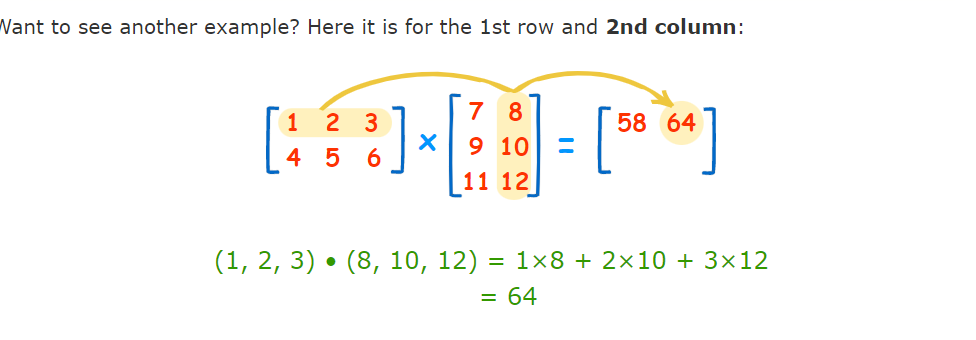 Want to see another example? Here it is for the 1st row and 2nd column:
1 2 3
4 5 6
×
7 8
9 10
11 12
=
58 64
(1, 2, 3) • (8, 10, 12) = 1×8 + 2×10 + 3×12
= 64